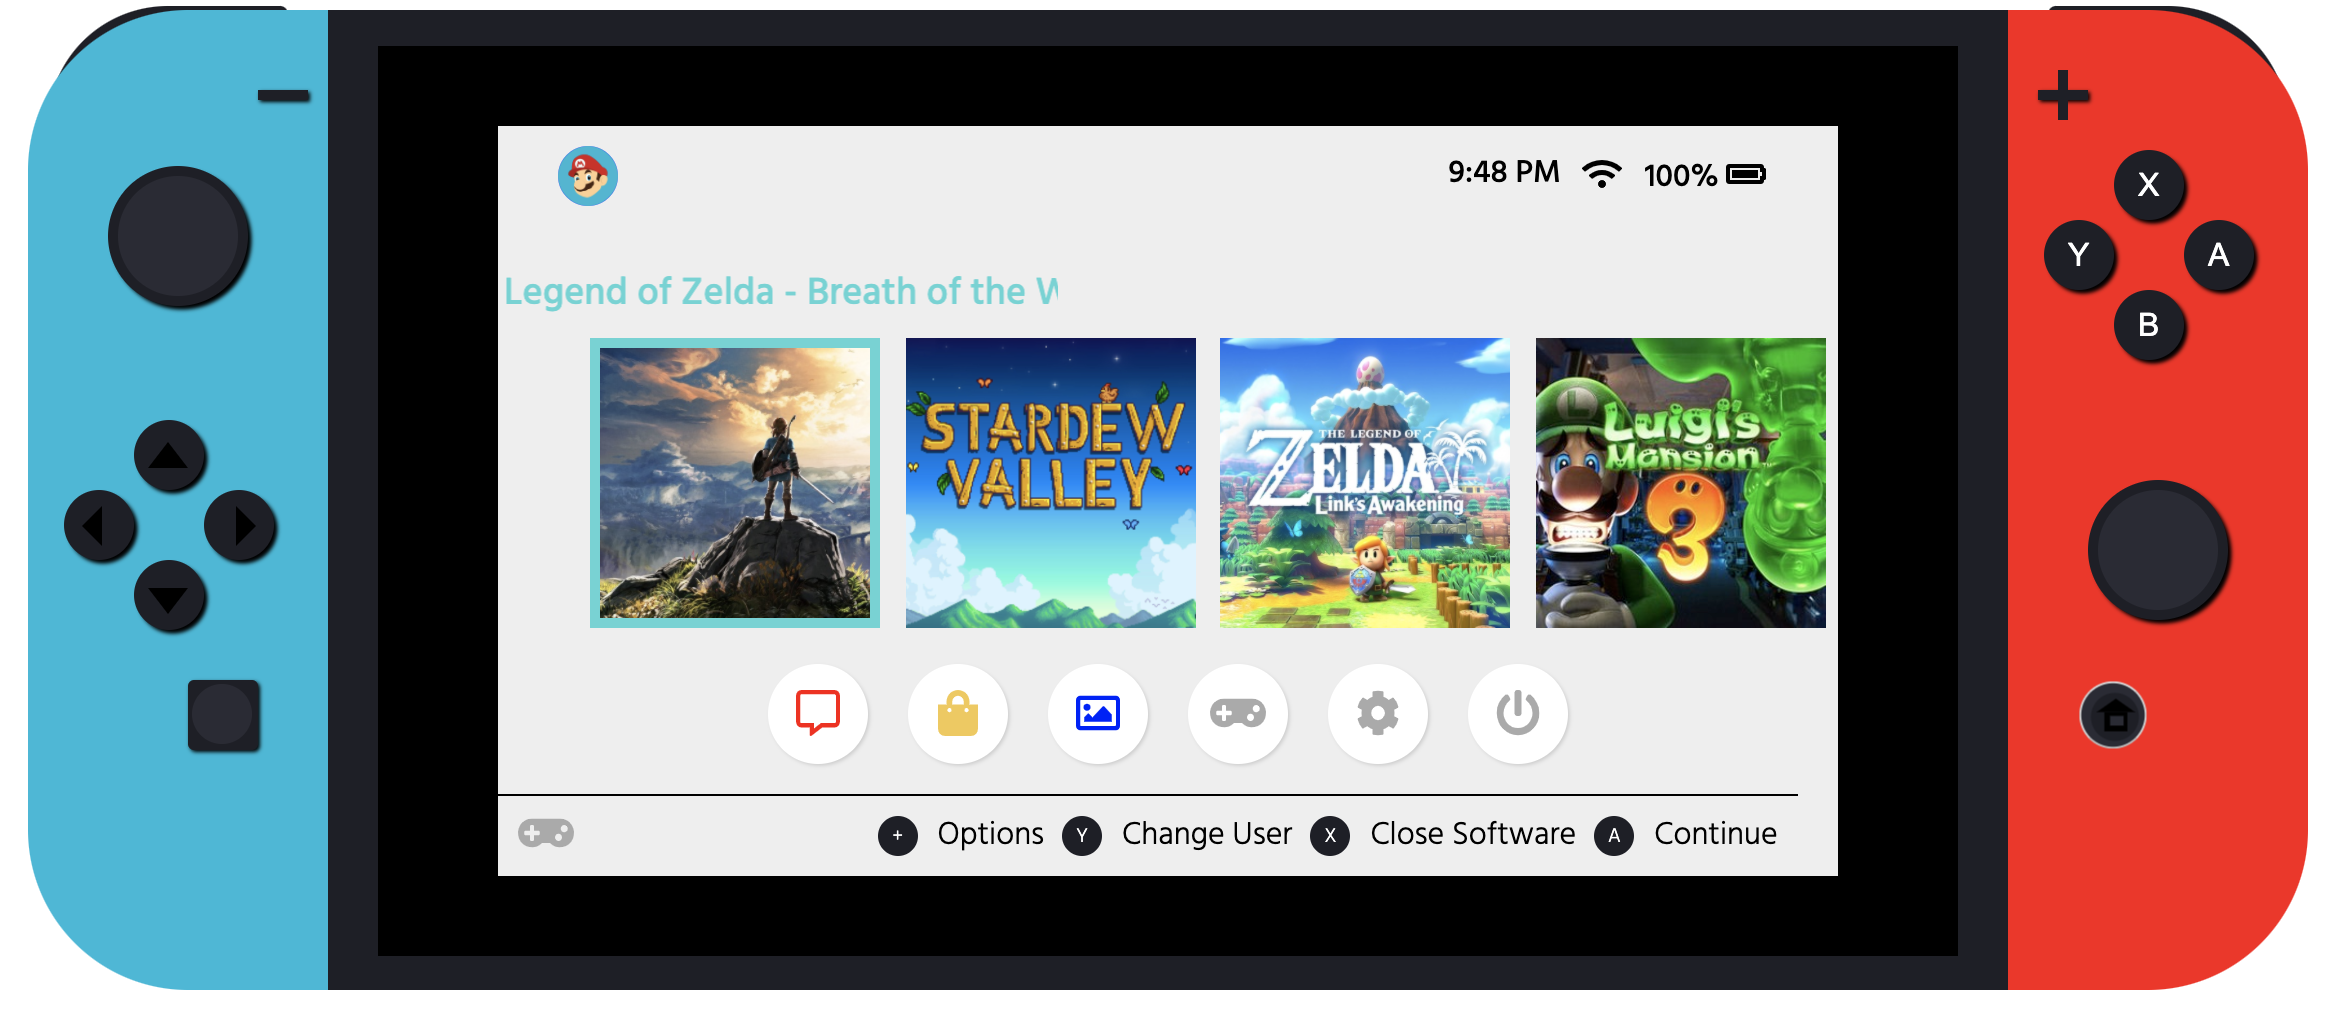 9:48 PM 100%
X
Y A
B
Legend of Zelda - Breath of the W
STARDEW
VALLEY
THE LEGEND OF
ZELDA
Link's Awakening
L
Luigi's
Mansion
3
+ Options Y Change User X Close Software A Continue